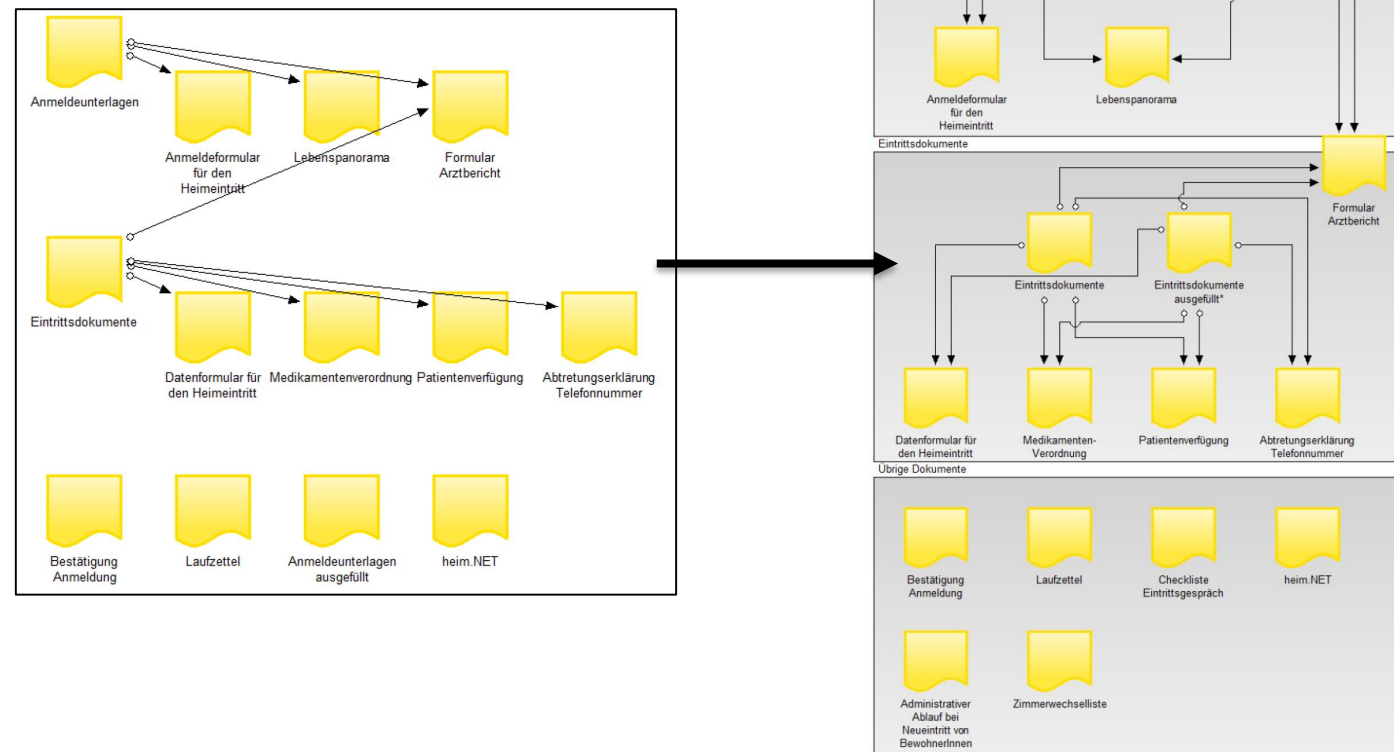 Anmeldeunterlagen
Anmeldeformular
für den
Heimeintritt
Lebenspanorama
Formular
Arztbericht
Eintrittsdokumente
Datenformular für
den Heimeintritt
Medikamentenverordnung
Patientenverfügung
Abtretungserklärung
Telefonnummer
Bestätigung
Anmeldung
Laufzettel
Anmeldeunterlagen
ausgefüllt
heim.NET
Anmeldeformular
für den
Heimeintritt
Lebenspanorama
Eintrittsdokumente
Formular
Arztbericht
Eintrittsdokumente
Eintrittsdokumente
ausgefüllt*
Datenformular für
den Heimeintritt
Medikamenten-
Verordnung
Patientenverfügung
Abtretungserklärung
Telefonnummer
Übrige Dokumente
Bestätigung
Anmeldung
Laufzettel
Checkliste
Eintrittsgespräch
heim.NET
Administrativer
Ablauf bei
Neueintritt von
BewohnerInnen
Zimmerwechselliste